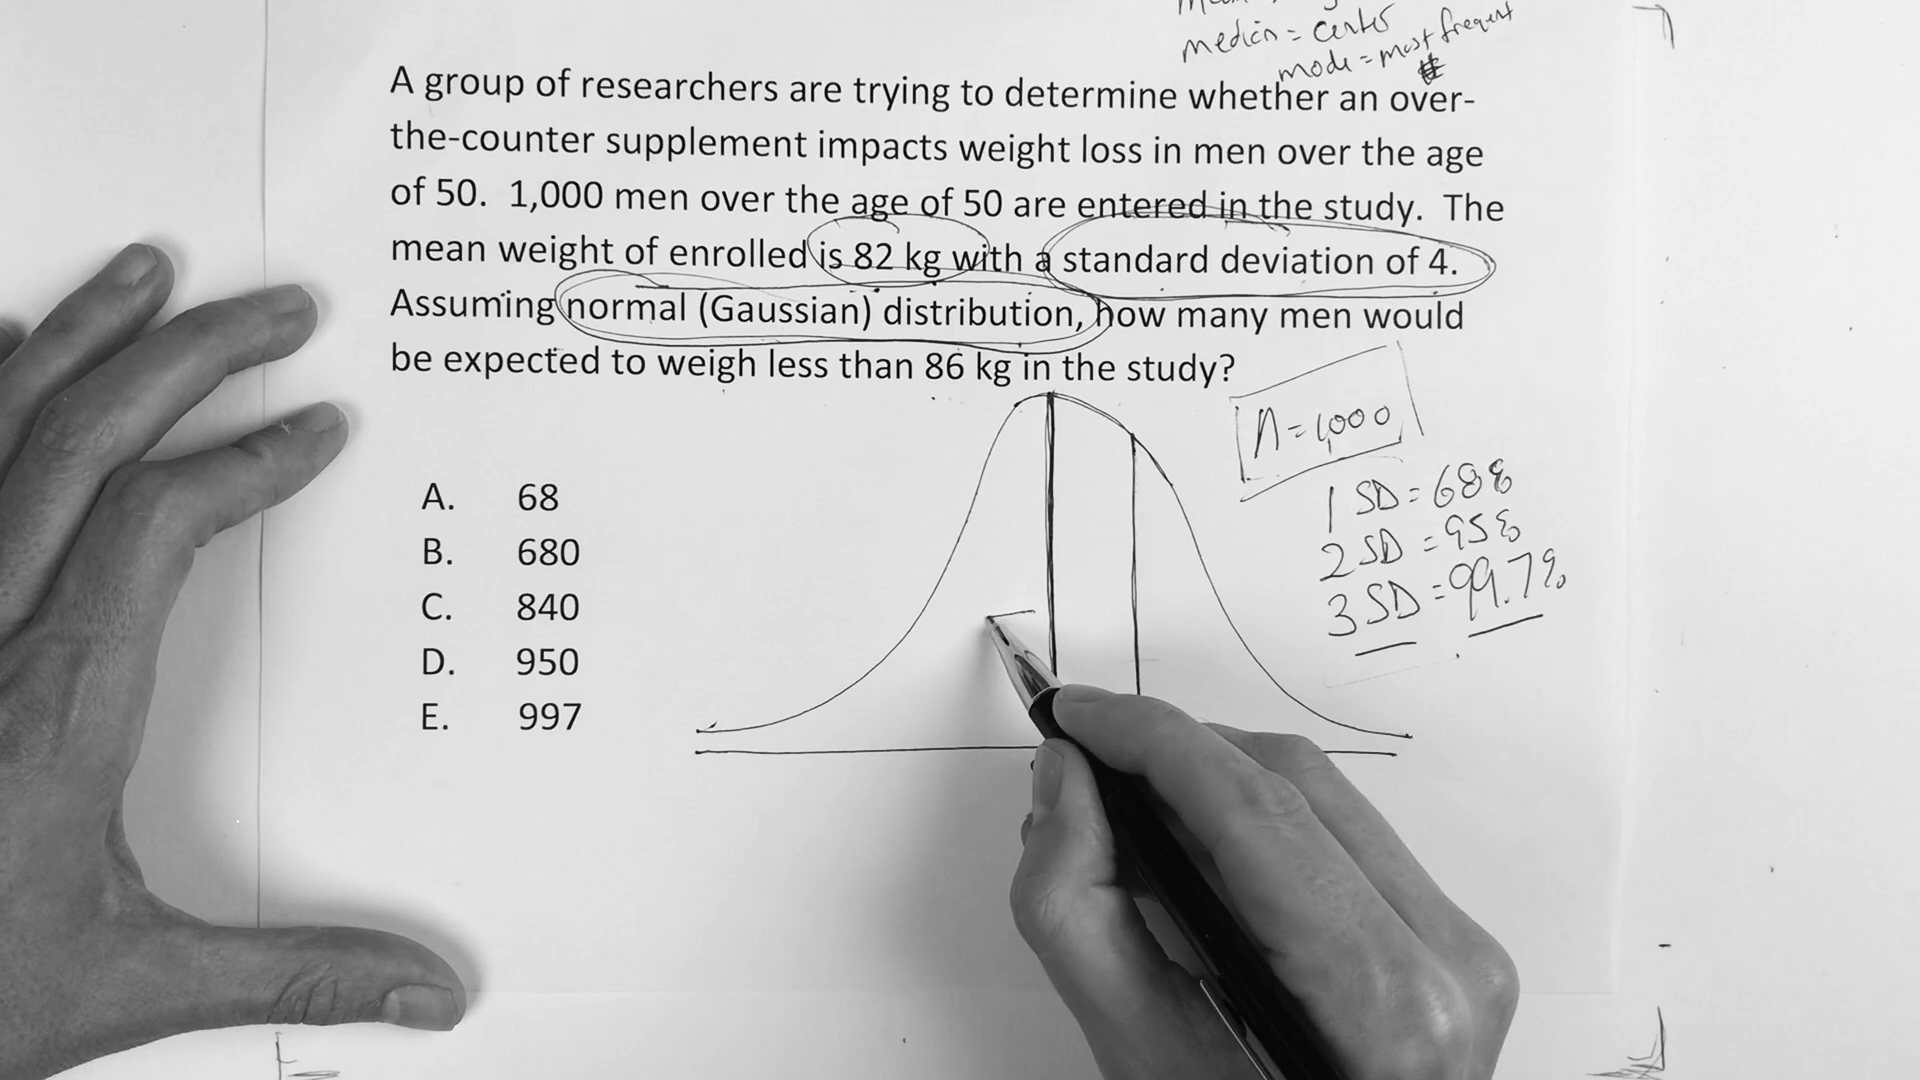 medicn = center
mode = most frequent
#
A group of researchers are trying to determine whether an over-
the-counter supplement impacts weight loss in men over the age
of 50. 1,000 men over the age of 50 are entered in the study. The
mean weight of enrolled is 82 kg with a standard deviation of 4.
Assuming normal (Gaussian) distribution, how many men would
be expected to weigh less than 86 kg in the study?
n = 1,000
A. 68
B. 680
C. 840
D. 950
E. 997
1 SD = 68%
2 SD = 95%
3 SD = 99.7%